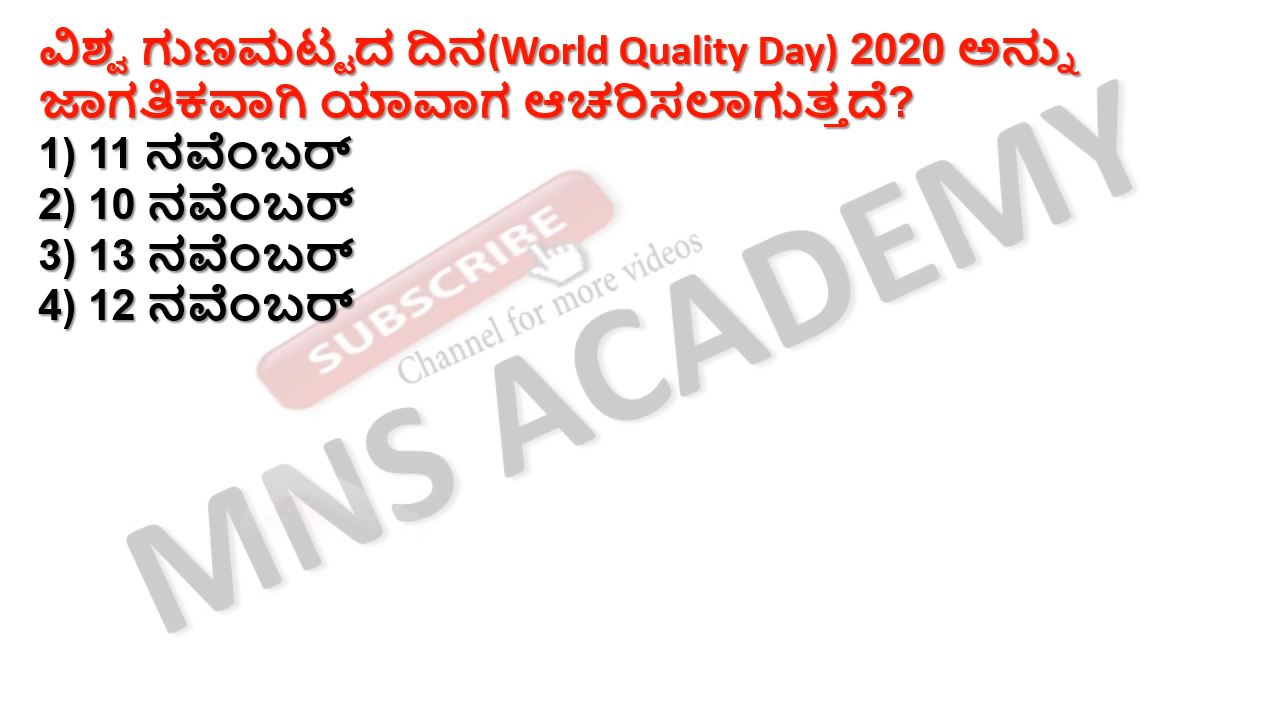 ವಿಶ್ವ ಗುಣಮಟ್ಟದ ದಿನ(World Quality Day) 2020 ಅನ್ನು
ಜಾಗತಿಕವಾಗಿ ಯಾವಾಗ ಆಚರಿಸಲಾಗುತ್ತದೆ?
1) 11 ನವೆಂಬರ್
2) 10 ನವೆಂಬರ್
3) 13 ನವೆಂಬರ್
4) 12 ನವೆಂಬರ್
SUBSCRIBE
Channel for more videos
MNS ACADEMY